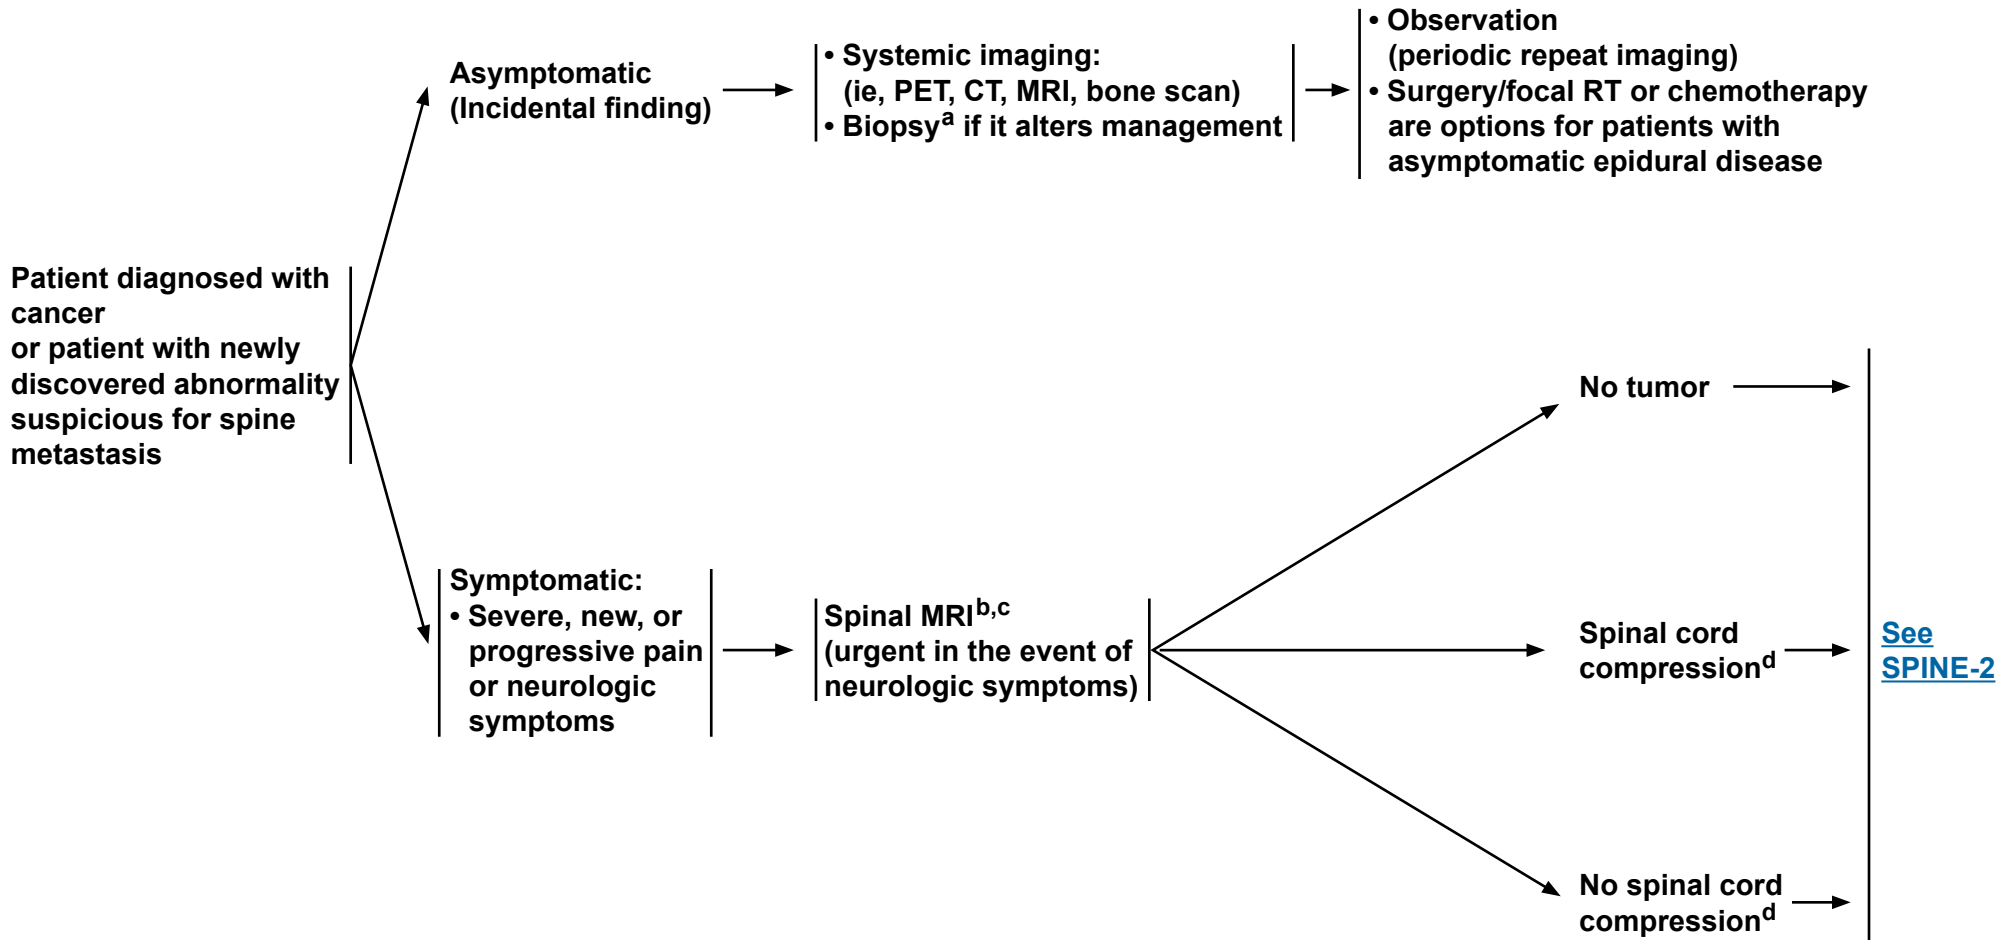 Patient diagnosed with
cancer
or patient with newly
discovered abnormality
suspicious for spine
metastasis
Asymptomatic
(Incidental finding)
• Systemic imaging:
(ie, PET, CT, MRI, bone scan)
• Biopsyᵃ if it alters management
• Observation
(periodic repeat imaging)
• Surgery/focal RT or chemotherapy
are options for patients with
asymptomatic epidural disease
Symptomatic:
• Severe, new, or
progressive pain
or neurologic
symptoms
Spinal MRIᵇ,ᶜ
(urgent in the event of
neurologic symptoms)
No tumor
Spinal cord
compressionᵈ
No spinal cord
compressionᵈ
See
SPINE-2